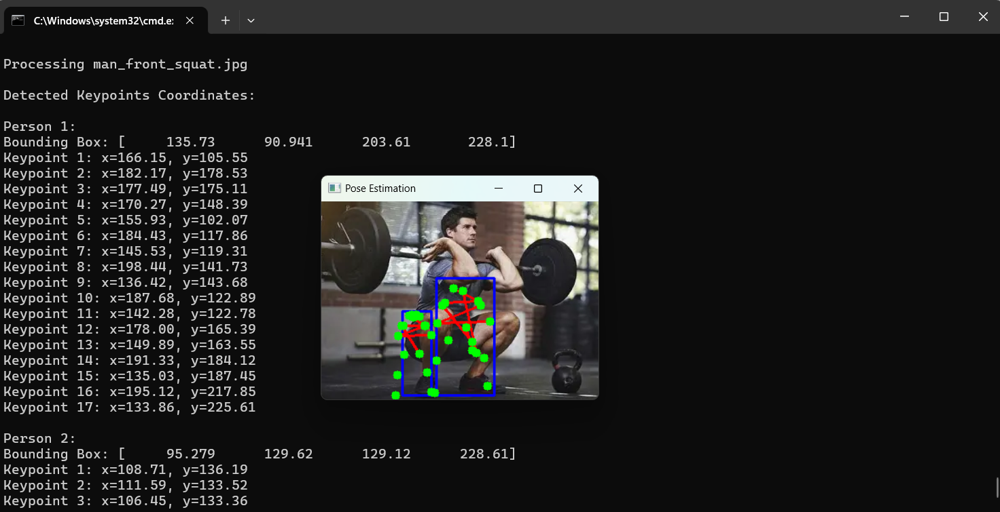 C:\Windows\system32\cmd.e
Processing man_front_squat.jpg
Detected Keypoints Coordinates:
Person 1:
Bounding Box: [     135.73      90.941      203.61       228.1]
Keypoint 1: x=166.15, y=105.55
Keypoint 2: x=182.17, y=178.53
Keypoint 3: x=177.49, y=175.11
Keypoint 4: x=170.27, y=148.39
Keypoint 5: x=155.93, y=102.07
Keypoint 6: x=184.43, y=117.86
Keypoint 7: x=145.53, y=119.31
Keypoint 8: x=198.44, y=141.73
Keypoint 9: x=136.42, y=143.68
Keypoint 10: x=187.68, y=122.89
Keypoint 11: x=142.28, y=122.78
Keypoint 12: x=178.00, y=165.39
Keypoint 13: x=149.89, y=163.55
Keypoint 14: x=191.33, y=184.12
Keypoint 15: x=135.03, y=187.45
Keypoint 16: x=195.12, y=217.85
Keypoint 17: x=133.86, y=225.61
Pose Estimation
Person 2:
Bounding Box: [     95.279      129.62      129.12      228.61]
Keypoint 1: x=108.71, y=136.19
Keypoint 2: x=111.59, y=133.52
Keypoint 3: x=106.45, y=133.36